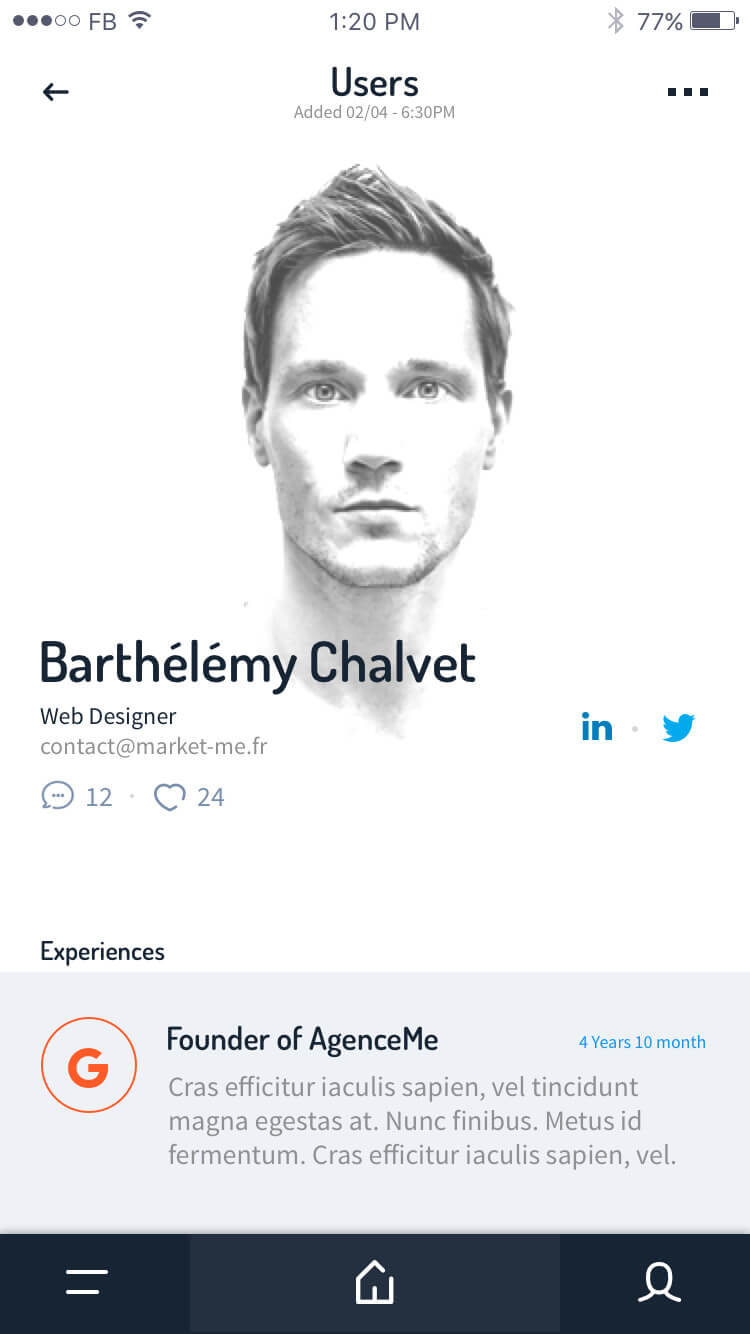 FB 1:20 PM 77%
Users
Added 02/04 - 6:30PM
Barthélémy Chalvet
Web Designer
contact@market-me.fr
in
12 24
Experiences
G
Founder of AgenceMe 4 Years 10 month
Cras efficitur iaculis sapien, vel tincidunt
magna egestas at. Nunc finibus. Metus id
fermentum. Cras efficitur iaculis sapien, vel.